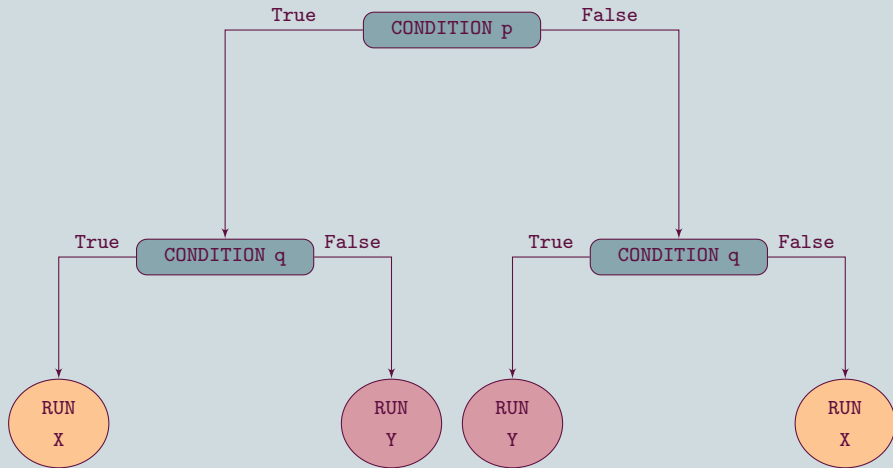 True False
CONDITION p
True False True False
CONDITION q CONDITION q
RUN RUN RUN RUN
X Y Y X